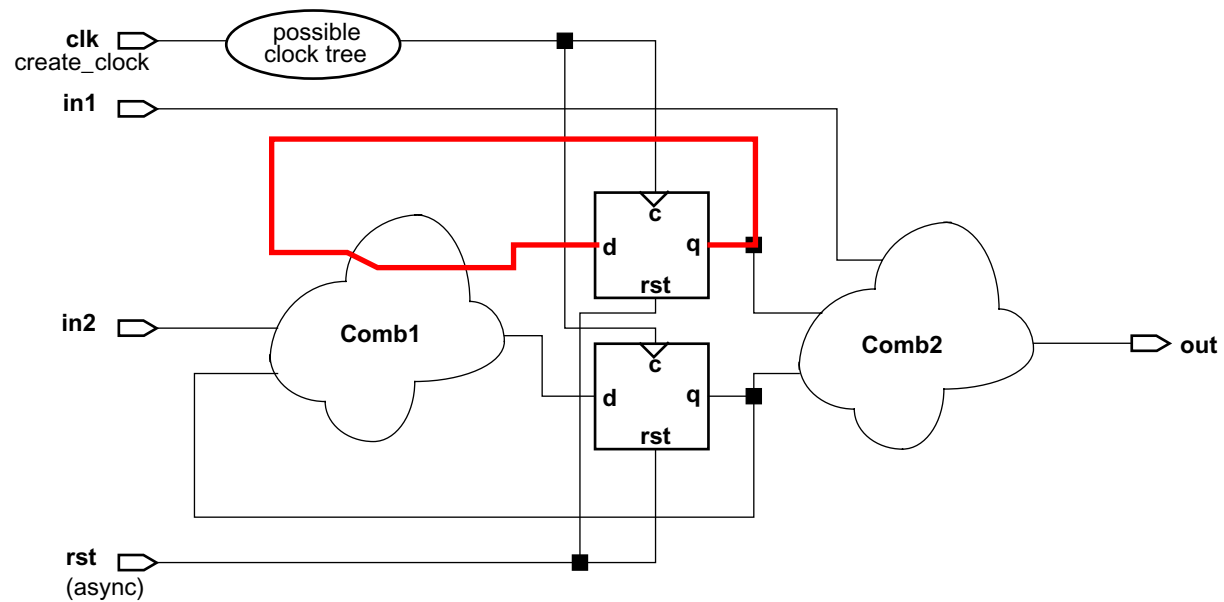 clk
create_clock
possible
clock tree
in1
c
d
q
rst
in2
Comb1
Comb2
out
c
d
q
rst
rst
(async)